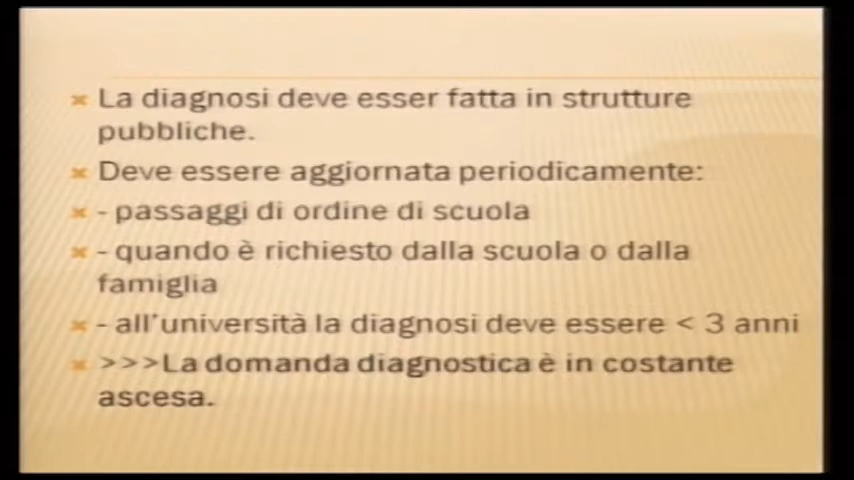 La diagnosi deve esser fatta in strutture
pubbliche.
Deve essere aggiornata periodicamente:
- passaggi di ordine di scuola
- quando è richiesto dalla scuola o dalla
famiglia
- all'università la diagnosi deve essere < 3 anni
>>>La domanda diagnostica è in costante
ascesa.